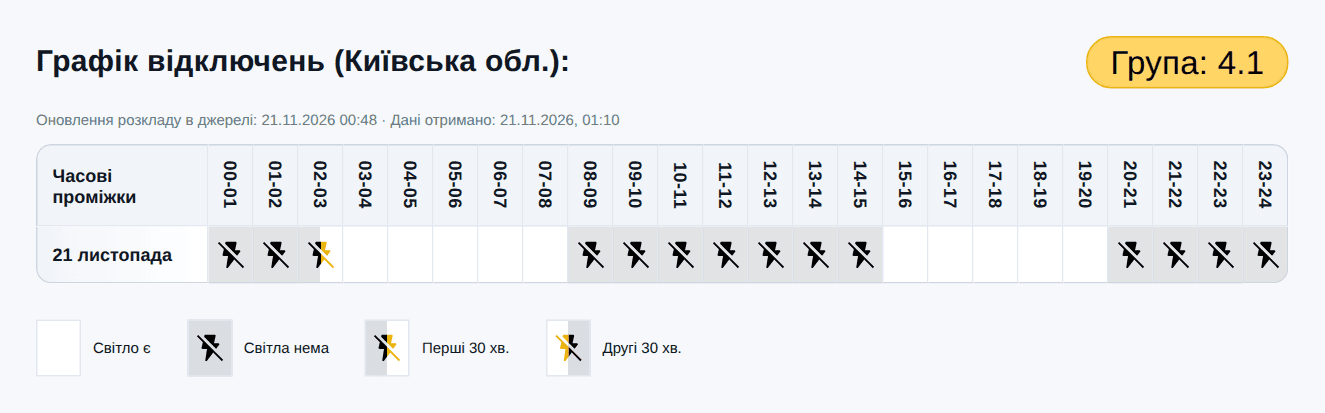 Графік відключень (Київська обл.):
Група: 4.1
Оновлення розкладу в джерелі: 21.11.2026 00:48 · Дані отримано: 21.11.2026, 01:10
Часові
проміжки
00-01
01-02
02-03
03-04
04-05
05-06
06-07
07-08
08-09
09-10
10-11
11-12
12-13
13-14
14-15
15-16
16-17
17-18
18-19
19-20
20-21
21-22
22-23
23-24
21 листопада
Світло є
Світла нема
Перші 30 хв.
Другі 30 хв.